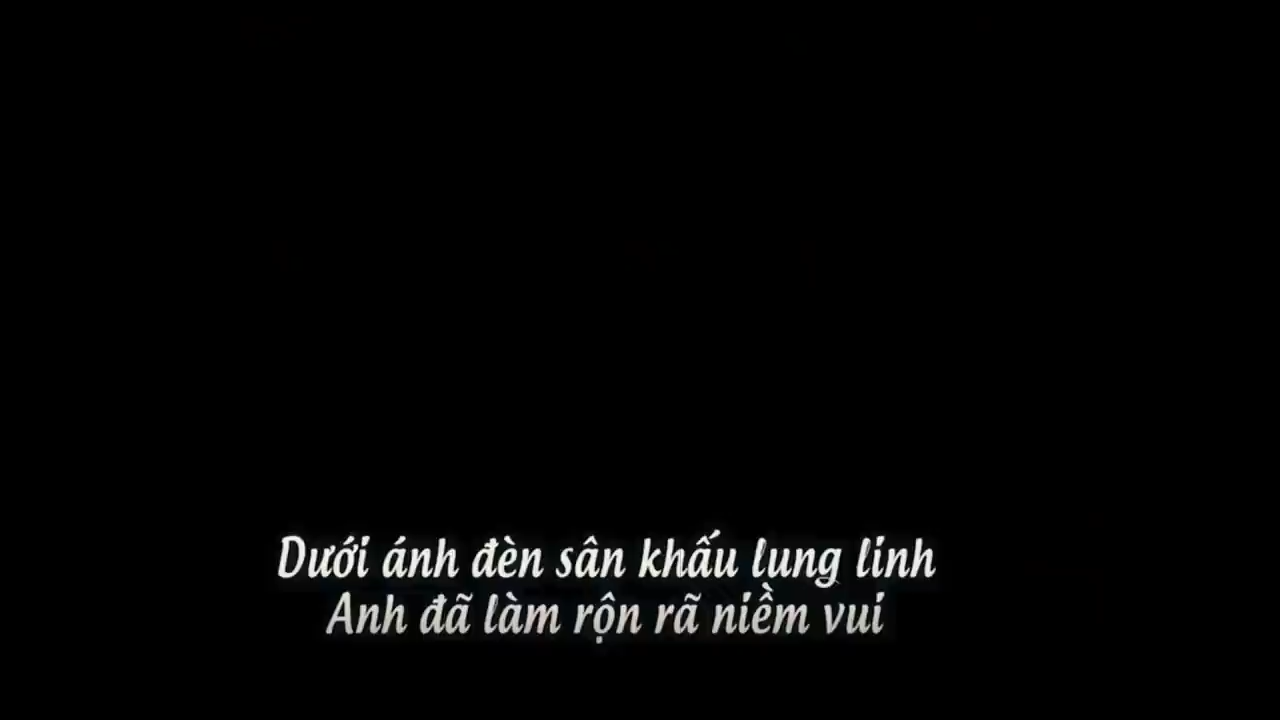 Dưới ánh đèn sân khấu lung linh
Anh đã làm rộn rã niềm vui